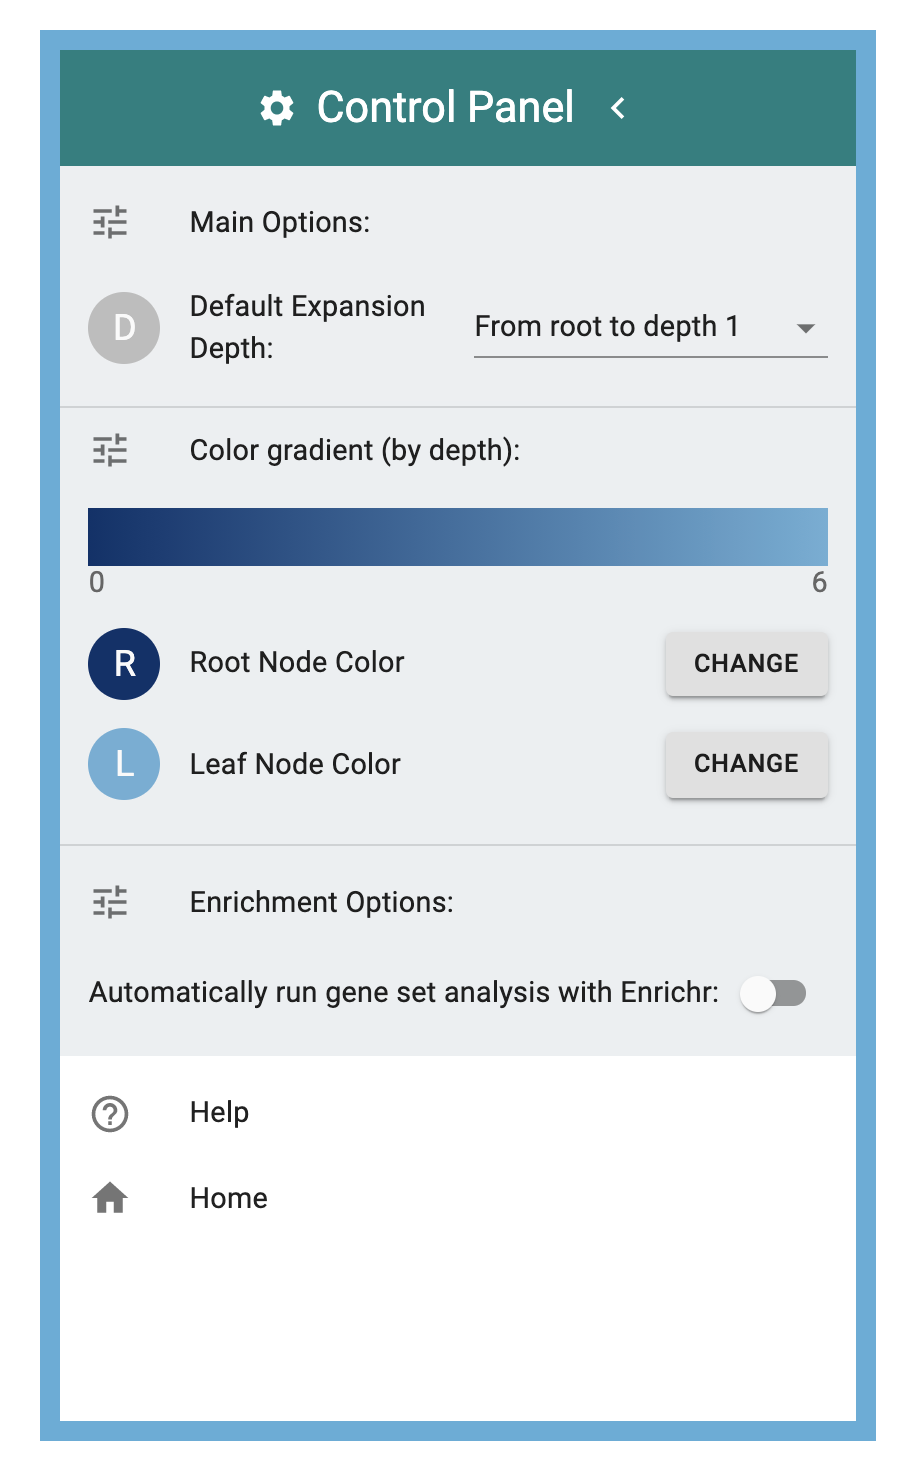 Control Panel
Main Options:
D
Default Expansion
Depth:
From root to depth 1
Color gradient (by depth):
0 6
R Root Node Color CHANGE
L Leaf Node Color CHANGE
Enrichment Options:
Automatically run gene set analysis with Enrichr:
Help
Home